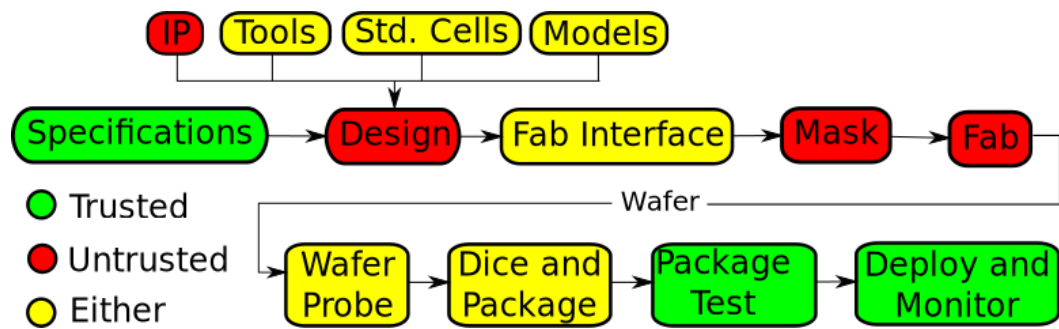 IP
Tools
Std. Cells
Models
Specifications
Design
Fab Interface
Mask
Fab
Trusted
Untrusted
Either
Wafer
Wafer
Probe
Dice and
Package
Package
Test
Deploy and
Monitor